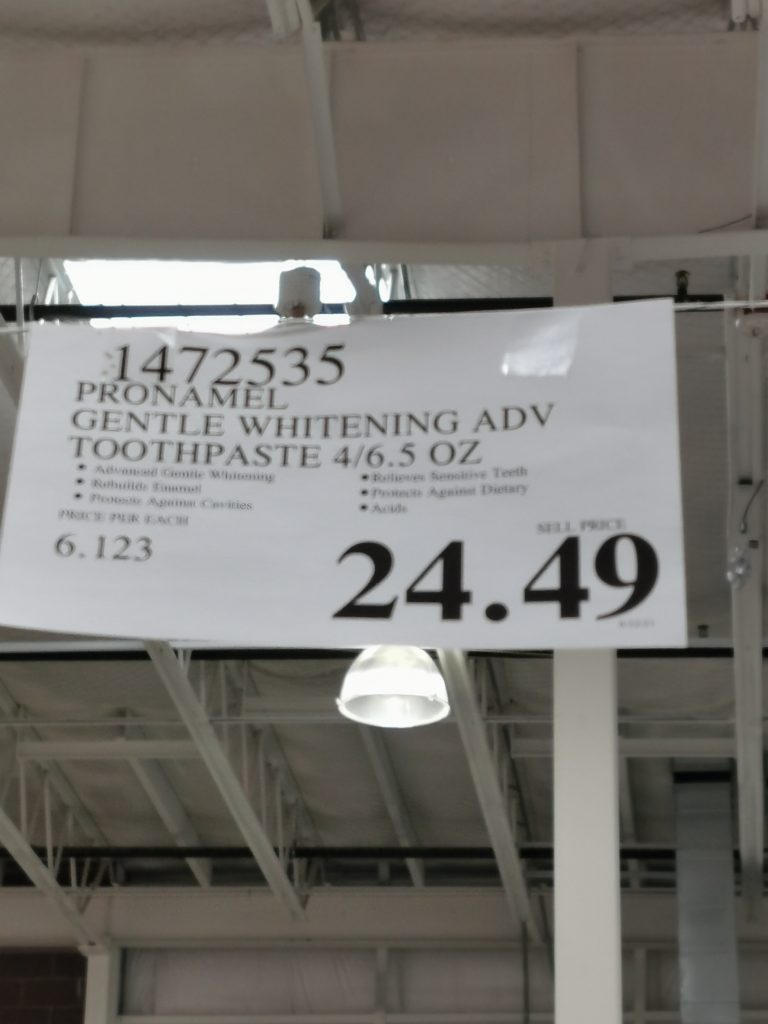 1472535
PRONAMEL
GENTLE WHITENING ADV
TOOTHPASTE 4/6.5 OZ
• Advanced Gentle Whitening
• Rebuilds Enamel
• Protects Against Cavities
• Relieves Sensitive Teeth
• Protects Against Dietary
• Acids
PRICE PER EACH
6.123
SELL PRICE
24.49